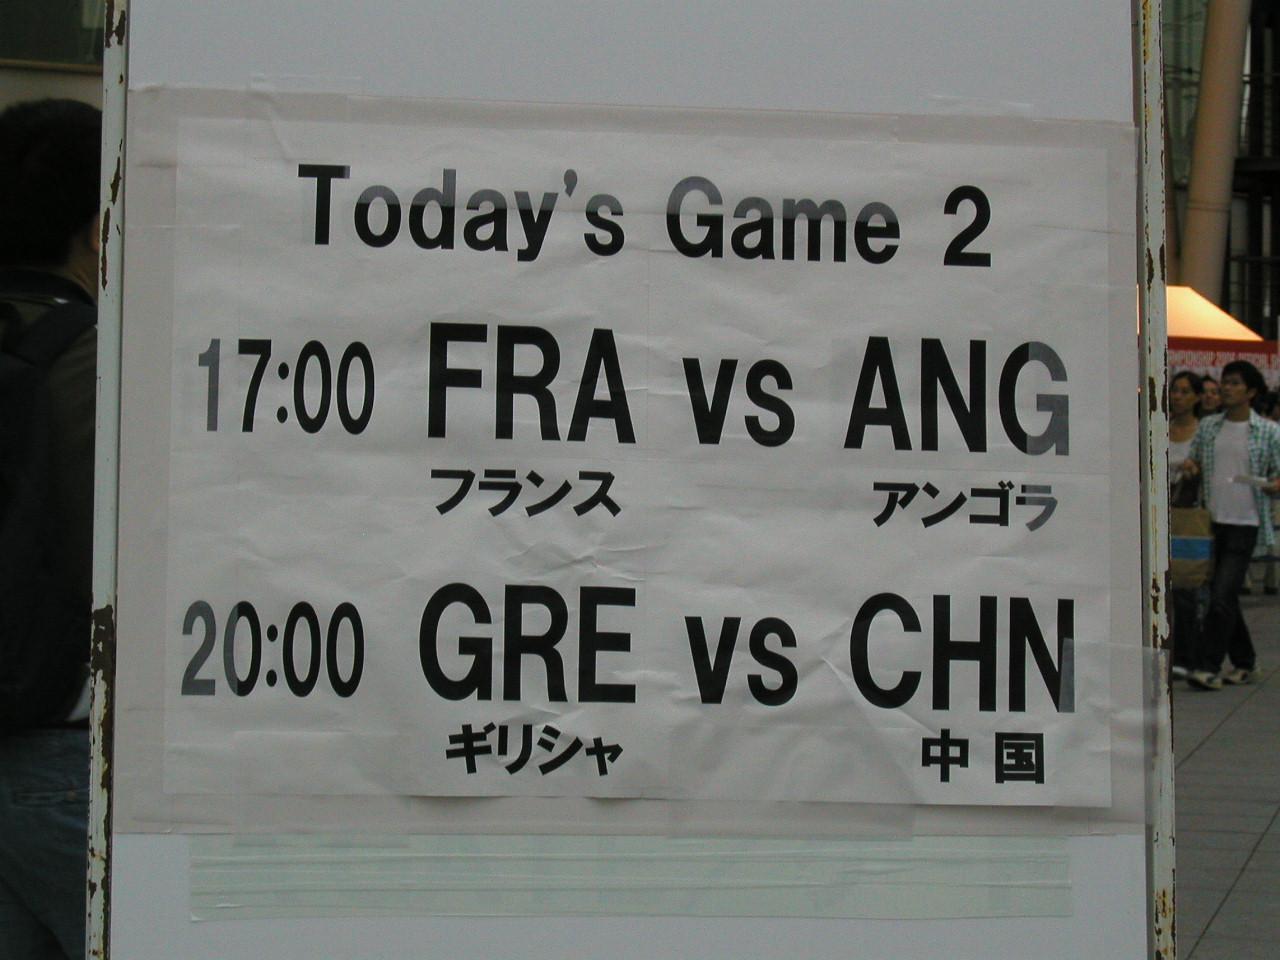 Today's Game 2
17:00 FRA vs ANG
フランス アンゴラ
20:00 GRE vs CHN
ギリシャ 中国